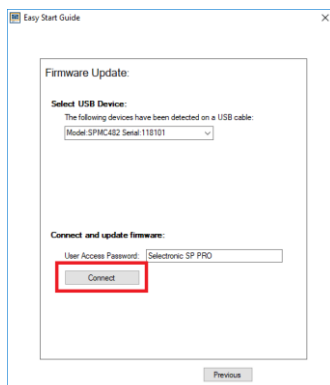 Easy Start Guide
Firmware Update:
Select USB Device:
The following devices have been detected on a USB cable:
Model:SPMC482 Serial:118101
Connect and update firmware:
User Access Password: Selectronic SP PRO
Connect
Previous